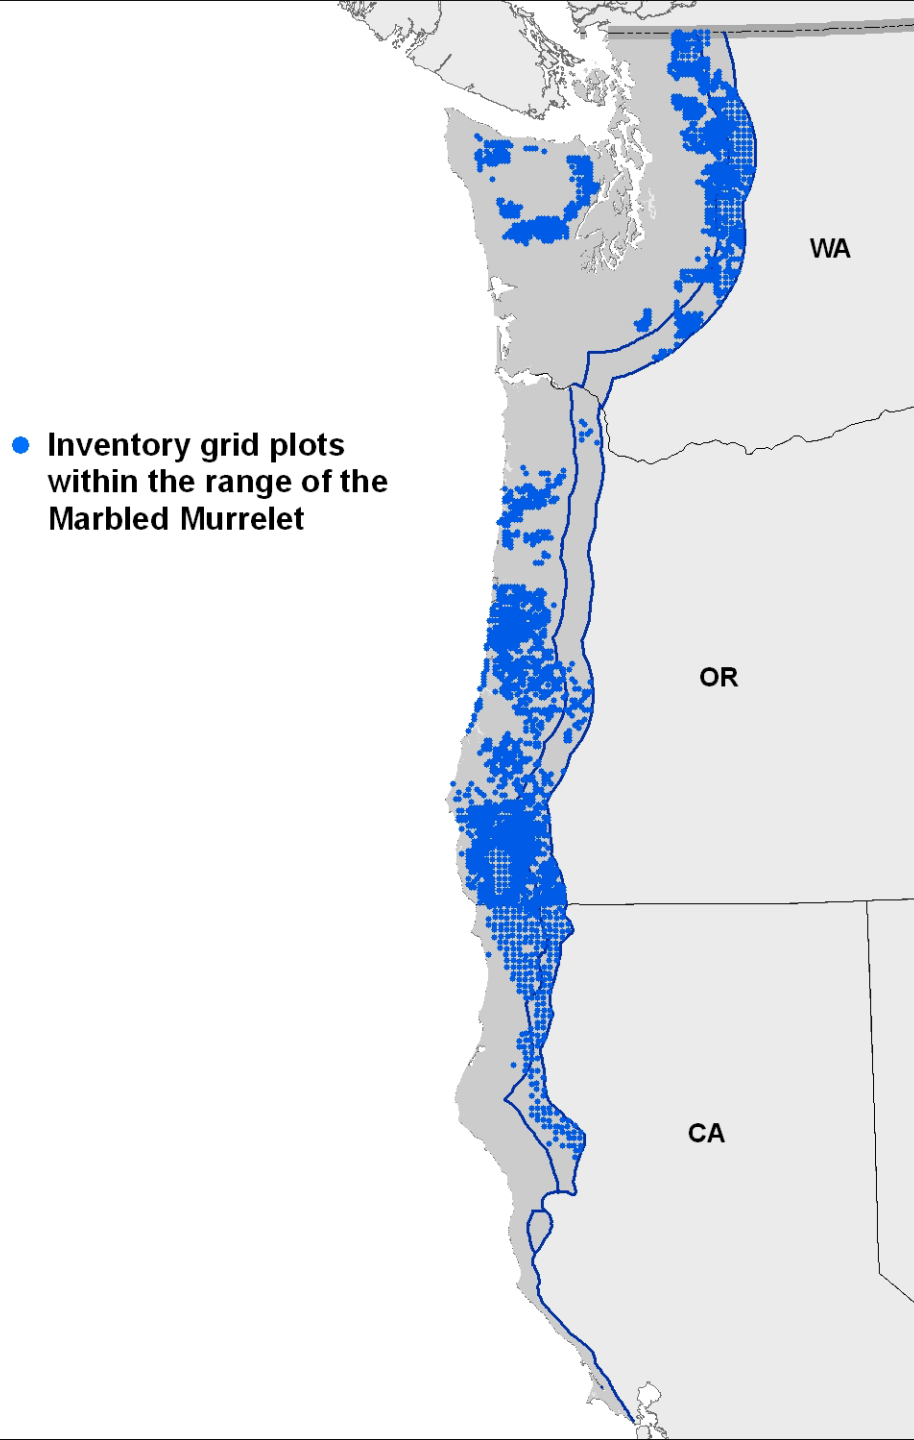 WA
Inventory grid plots
within the range of the
Marbled Murrelet
OR
CA